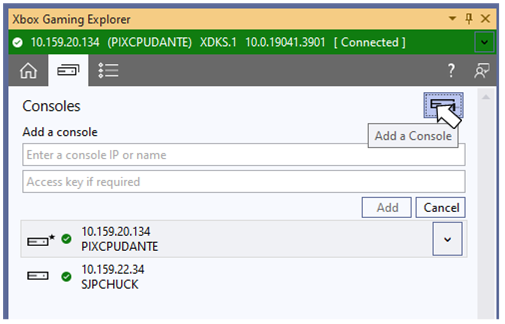 Xbox Gaming Explorer
10.159.20.134 (PIXCPUDANTE) XDKS.1 10.0.19041.3901 [ Connected ]
?
Consoles
Add a console
Add a Console
Enter a console IP or name
Access key if required
Add Cancel
10.159.20.134
PIXCPUDANTE
10.159.22.34
SJPCHUCK